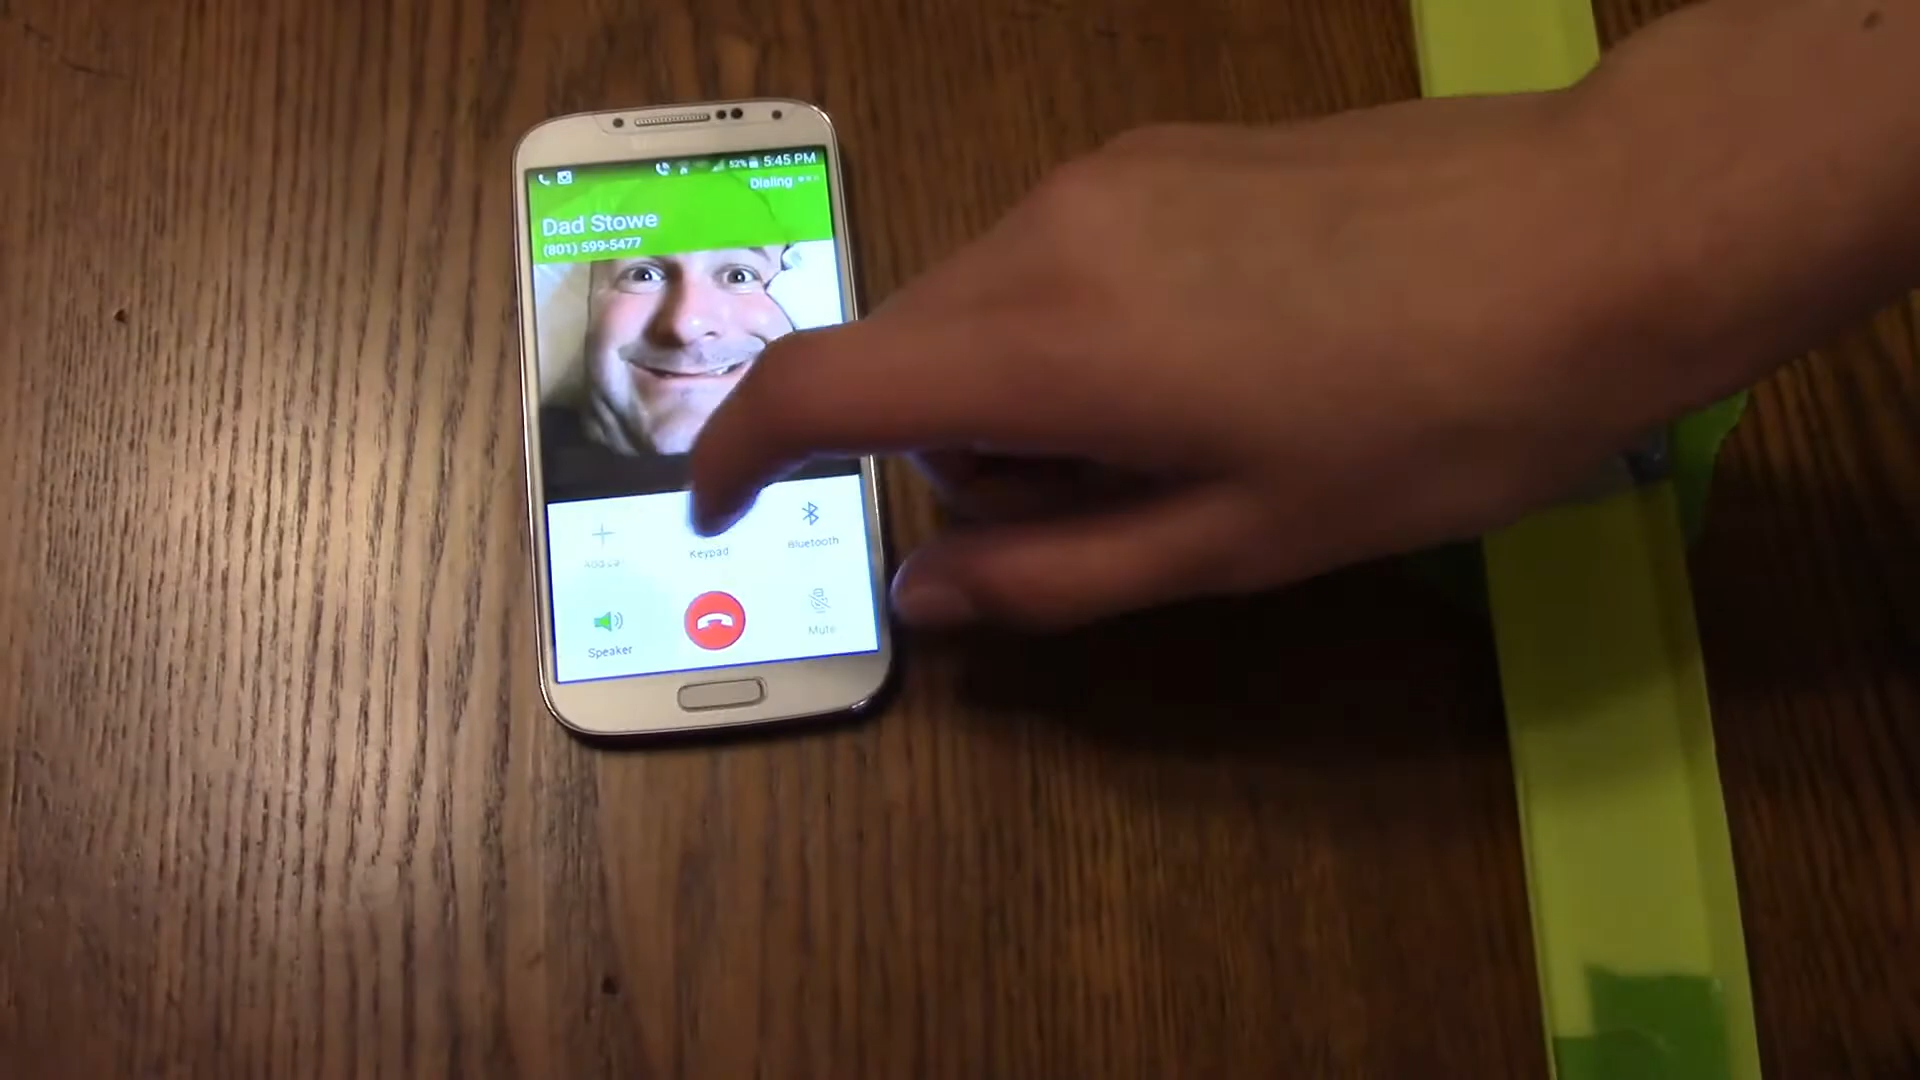 52% 5:45 PM
Dialing
Dad Stowe
(801) 599-5477
Keypad
Bluetooth
Speaker
Mute